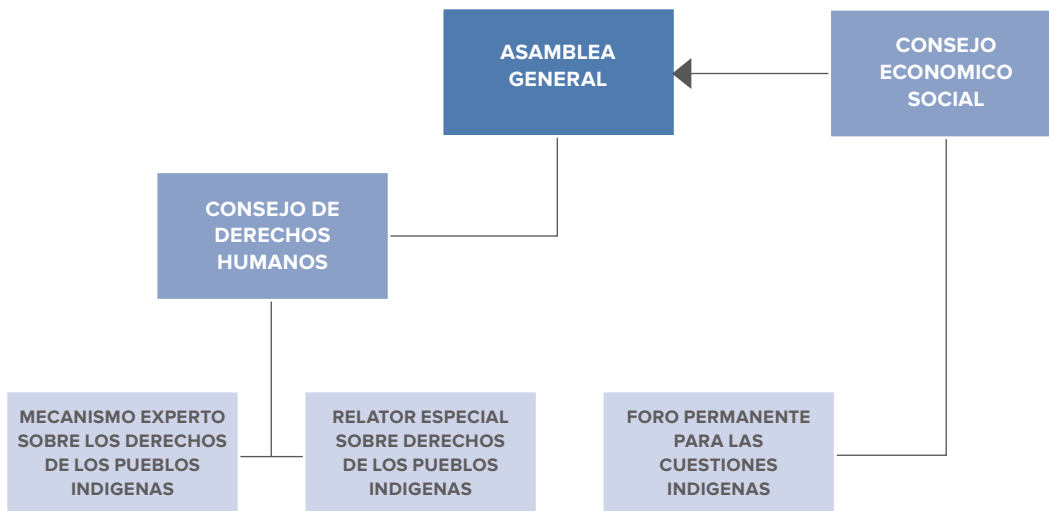 ASAMBLEA
GENERAL
CONSEJO
ECONOMICO
SOCIAL
CONSEJO DE
DERECHOS
HUMANOS
MECANISMO EXPERTO
SOBRE LOS DERECHOS
DE LOS PUEBLOS
INDIGENAS
RELATOR ESPECIAL
SOBRE DERECHOS
DE LOS PUEBLOS
INDIGENAS
FORO PERMANENTE
PARA LAS
CUESTIONES
INDIGENAS